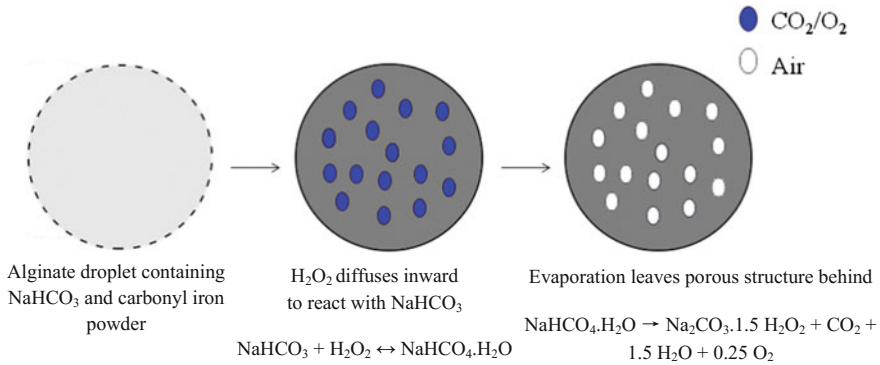 CO₂/O₂
Air
Alginate droplet containing
NaHCO₃ and carbonyl iron
powder
H₂O₂ diffuses inward
to react with NaHCO₃
NaHCO₃ + H₂O₂ ↔ NaHCO₄.H₂O
Evaporation leaves porous structure behind
NaHCO₄.H₂O → Na₂CO₃.1.5 H₂O₂ + CO₂ +
1.5 H₂O + 0.25 O₂